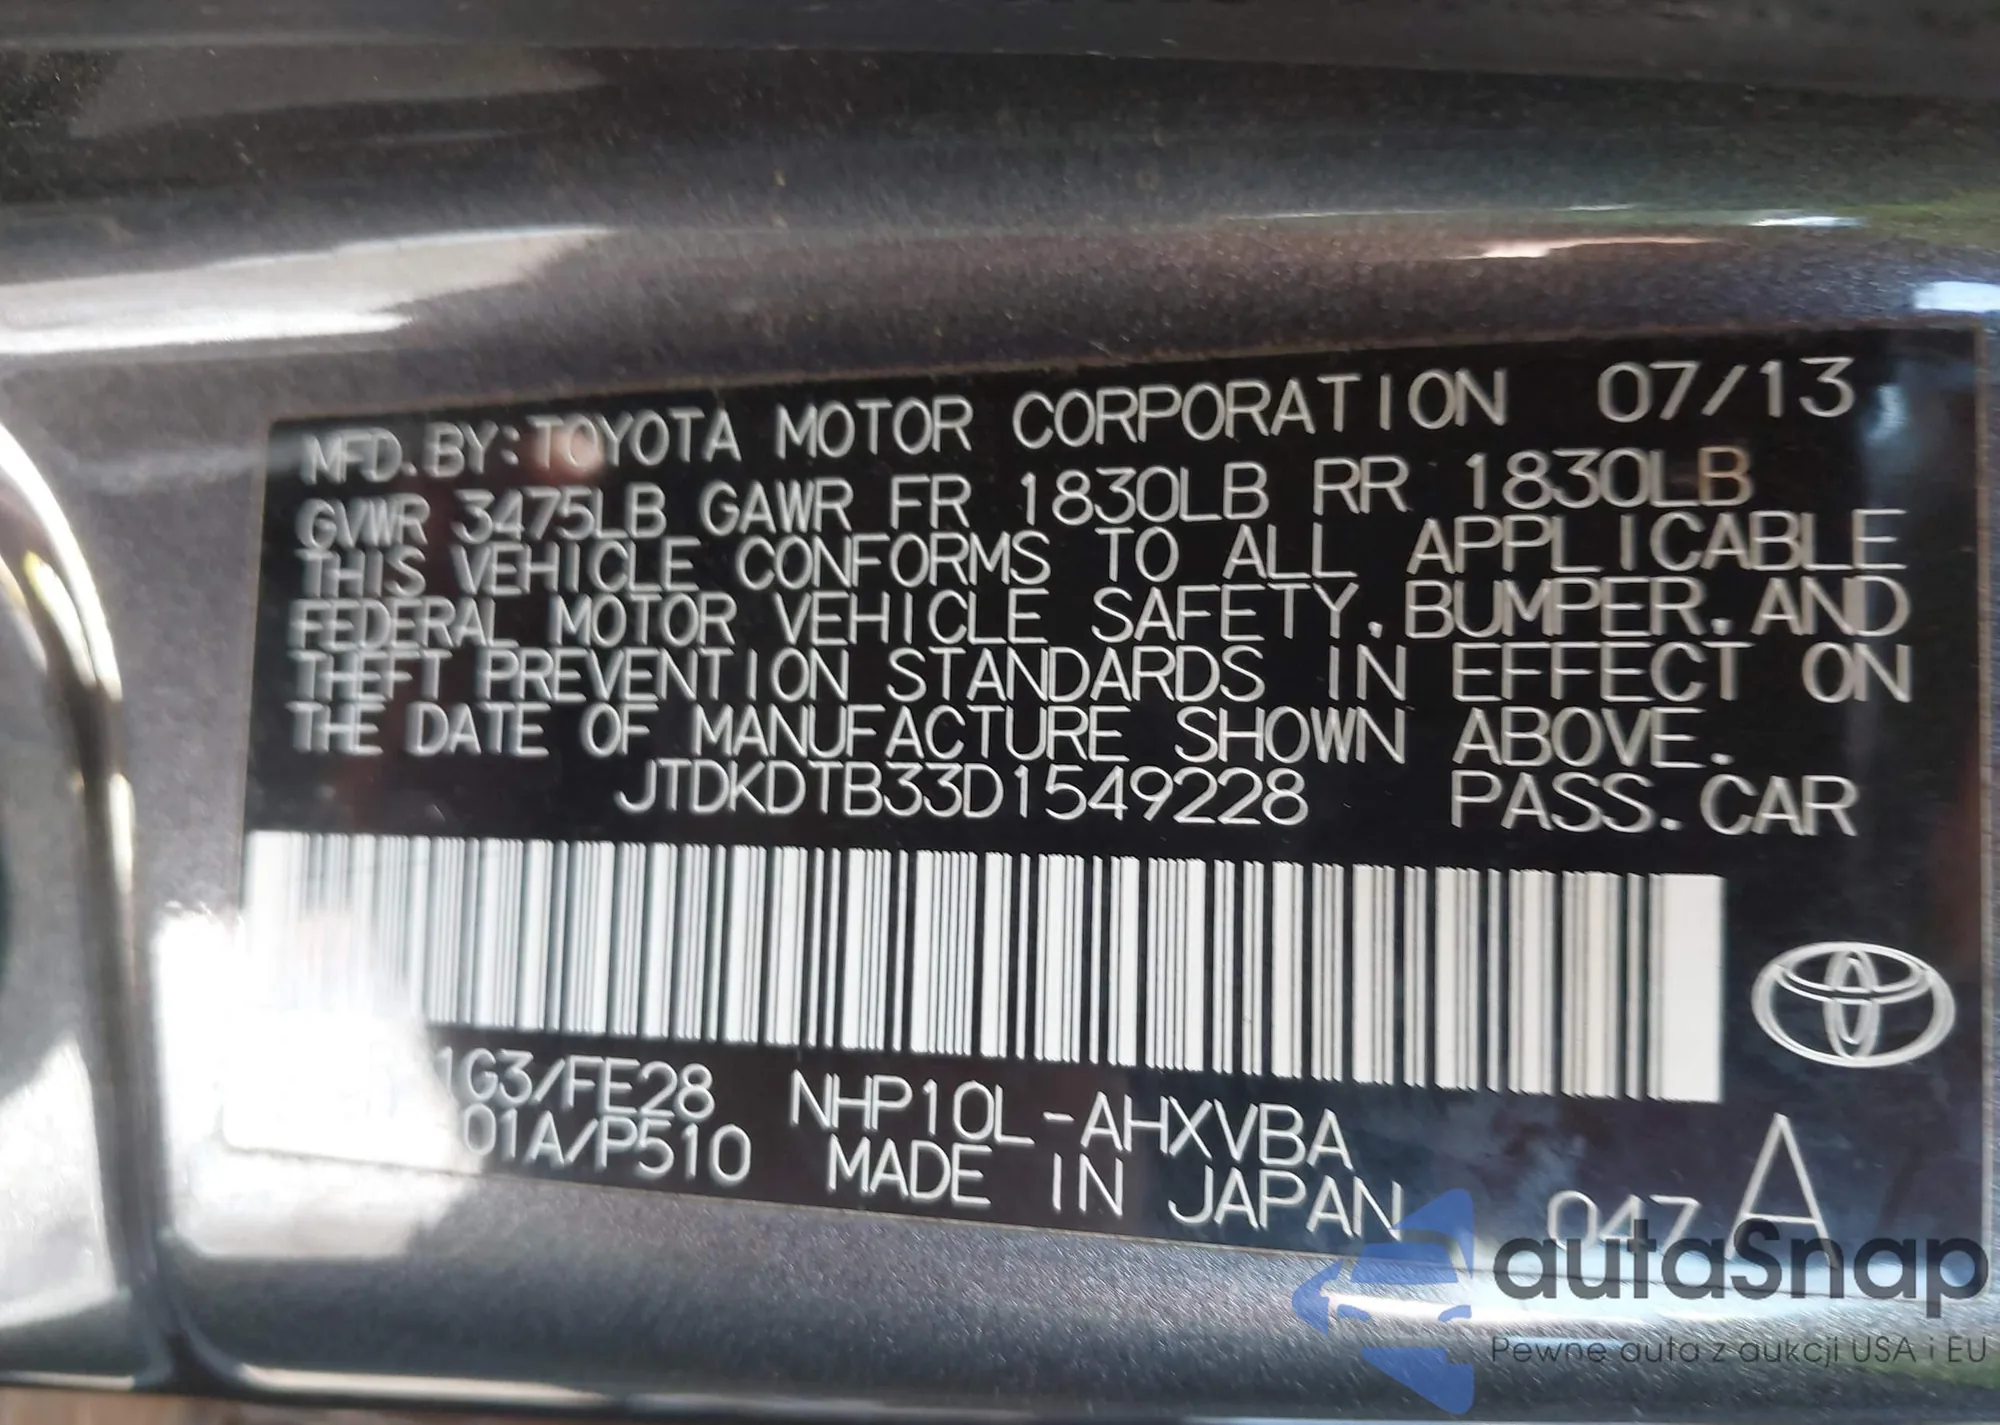 MFD. BY: TOYOTA MOTOR CORPORATION 07/13
GVWR 3475LB GAWR FR 1830LB RR 1830LB
THIS VEHICLE CONFORMS TO ALL APPLICABLE
FEDERAL MOTOR VEHICLE SAFETY, BUMPER, AND
THEFT PREVENTION STANDARDS IN EFFECT ON
THE DATE OF MANUFACTURE SHOWN ABOVE.
JTDKDTB33D1549228 PASS. CAR
1G3/FE28 NHP10L-AHXVBA
01A/P510 MADE IN JAPAN 047 A
autaSnap
Pewne auta z aukcji USA i EU